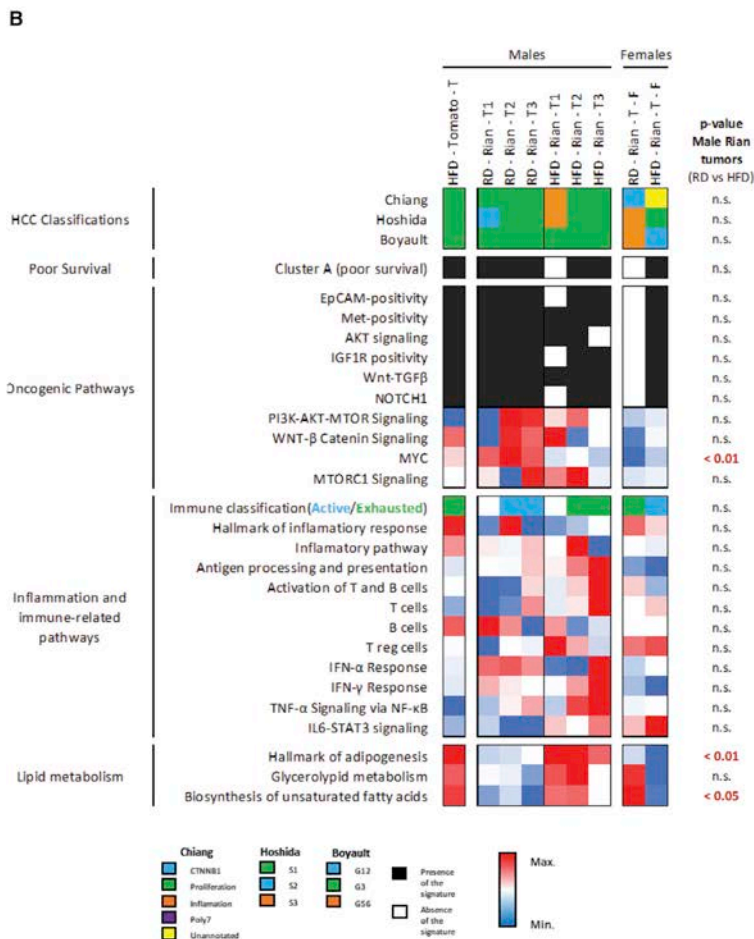 B
Males
Females
HFD - Tomato - T
RD - Rian - T1
RD - Rian - T2
RD - Rian - T3
HFD - Rian - T1
HFD - Rian - T2
HFD - Rian - T3
RD - Rian - T - F
HFD - Rian - T - F
p-value
Male Rian
tumors
(RD vs HFD)
HCC Classifications
Chiang n.s.
Hoshida n.s.
Boyault n.s.
Poor Survival
Cluster A (poor survival) n.s.
Oncogenic Pathways
EpCAM-positivity n.s.
Met-positivity n.s.
AKT signaling n.s.
IGF1R positivity n.s.
Wnt-TGFβ n.s.
NOTCH1 n.s.
PI3K-AKT-MTOR Signaling n.s.
WNT-β Catenin Signaling n.s.
MYC < 0.01
MTORC1 Signaling n.s.
Inflammation and
immune-related
pathways
Immune classification(Active/Exhausted) n.s.
Hallmark of inflamatiory response n.s.
Inflamatory pathway n.s.
Antigen processing and presentation n.s.
Activation of T and B cells n.s.
T cells n.s.
B cells n.s.
T reg cells n.s.
IFN-α Response n.s.
IFN-γ Response n.s.
TNF-α Signaling via NF-κB n.s.
IL6-STAT3 signaling n.s.
Lipid metabolism
Hallmark of adipogenesis < 0.01
Glycerolypid metabolism n.s.
Biosynthesis of unsaturated fatty acids < 0.05
Chiang
CTNNB1
Proliferation
Inflamation
Poly7
Unannotated
Hoshida
S1
S2
S3
Boyault
G12
G3
G56
Presence
of the
signature
Absence
of the
signature
Max.
Min.